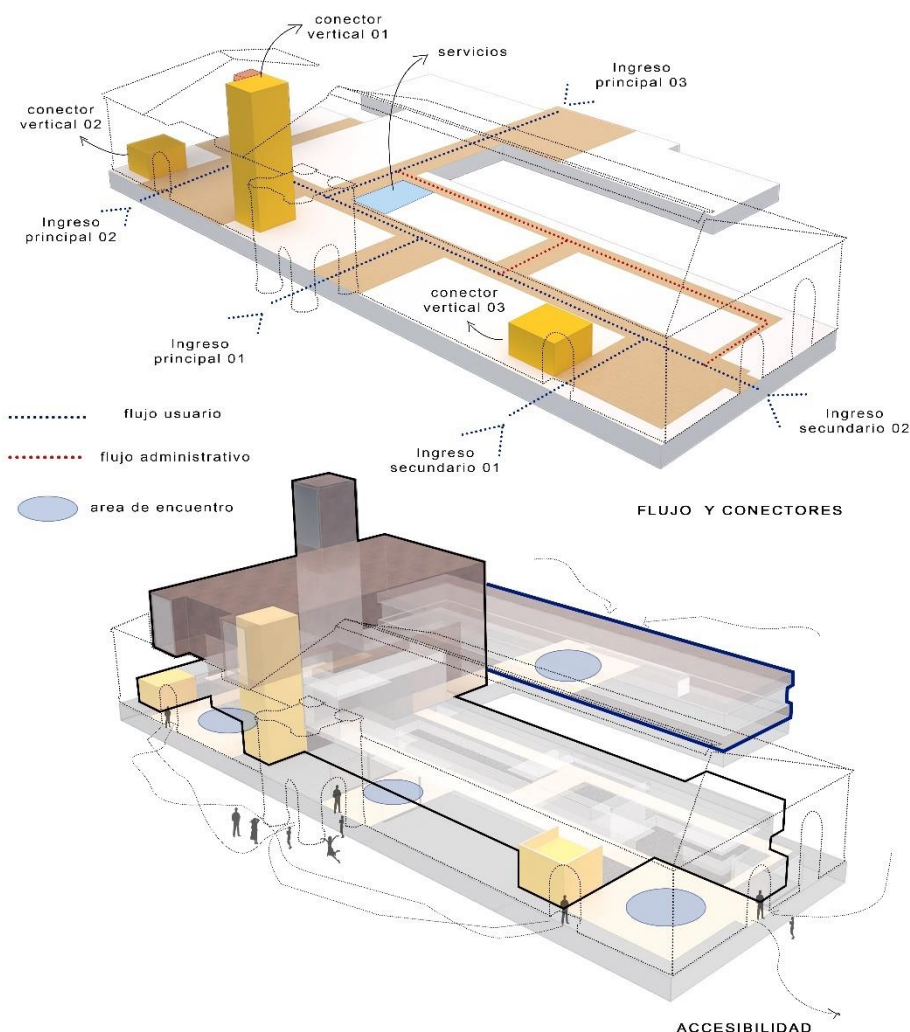 conector
vertical 01
servicios
Ingreso
principal 03
conector
vertical 02
Ingreso
principal 02
conector
vertical 03
Ingreso
principal 01
Ingreso
secundario 02
Ingreso
secundario 01
flujo usuario
flujo administrativo
area de encuentro
FLUJO Y CONECTORES
ACCESIBILIDAD